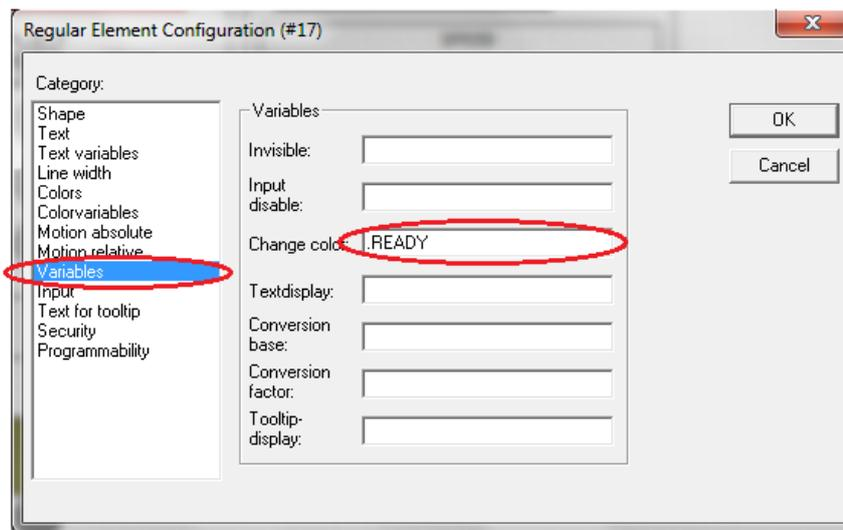 Regular Element Configuration (#17)
Category:
Shape
Text
Text variables
Line width
Colors
Colorvariables
Motion absolute
Motion relative
Variables
Input
Text for tooltip
Security
Programmability
Variables
Invisible:
Input
disable:
Change color: .READY
Textdisplay:
Conversion
base:
Conversion
factor:
Tooltip-
display:
OK
Cancel